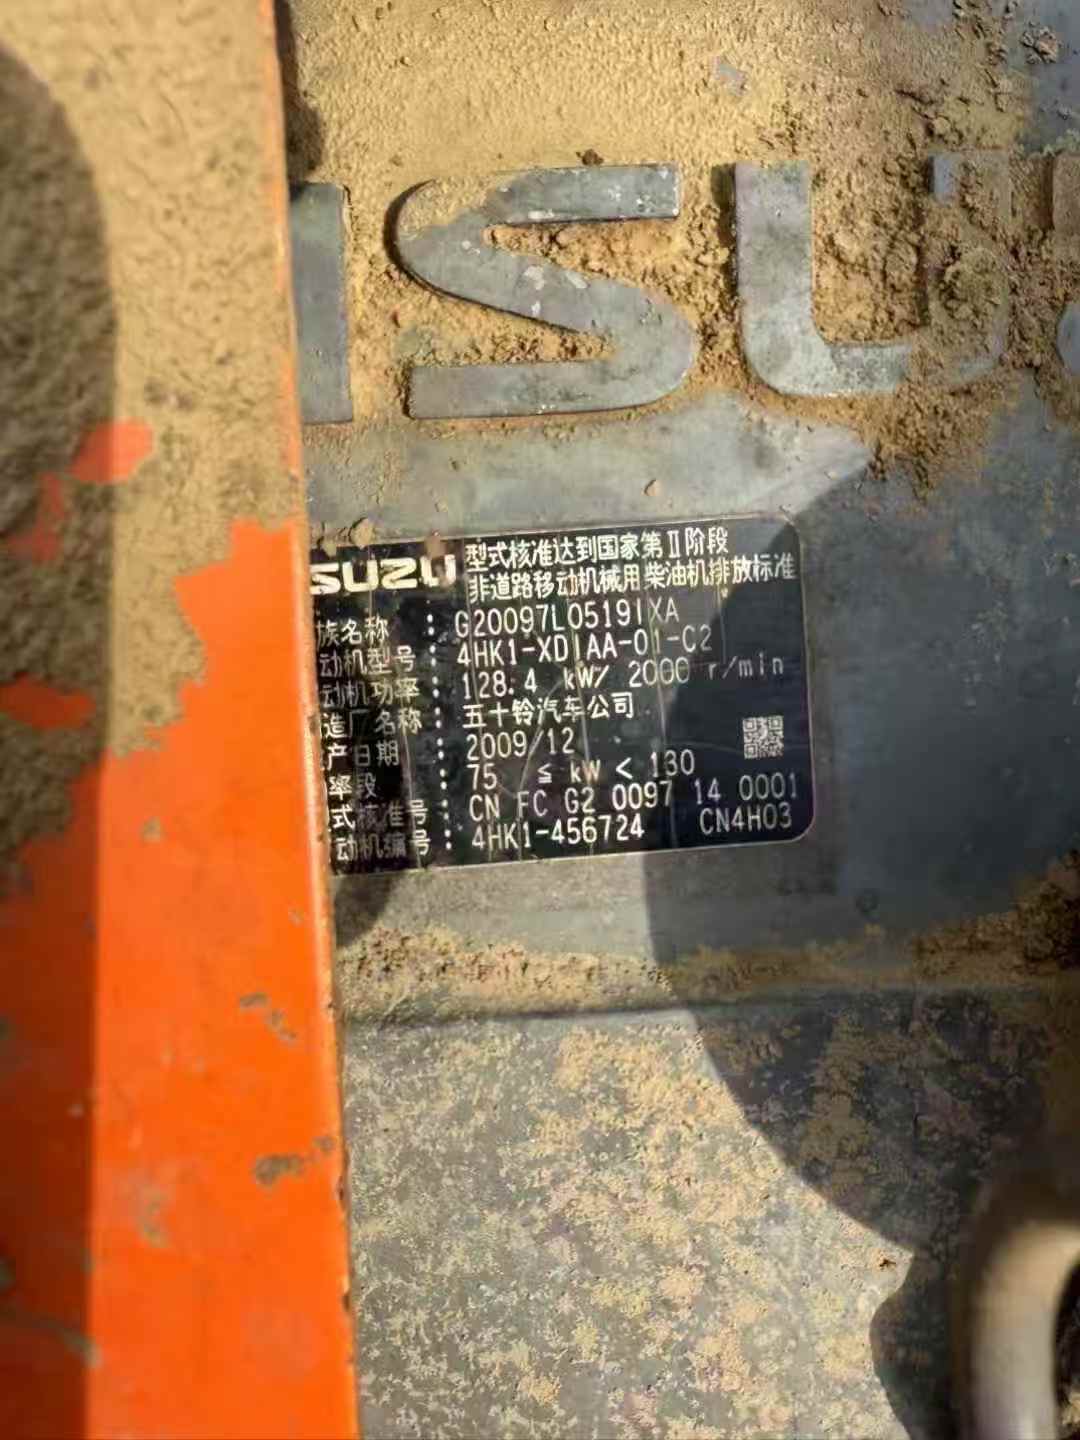 ISU
SUZU 型式核准达到国家第Ⅱ阶段
非道路移动机械用柴油机排放标准
族名称 : G20097L0519IXA
动机型号 : 4HK1-XDIAA-01-C2
动机功率 : 128.4 kW/ 2000 r/min
造厂名称 : 五十铃汽车公司
产日期 : 2009/12
率段 : 75 ≤ kW < 130
式核准号 : CN FC G2 0097 14 0001
动机编号 : 4HK1-456724 CN4H03